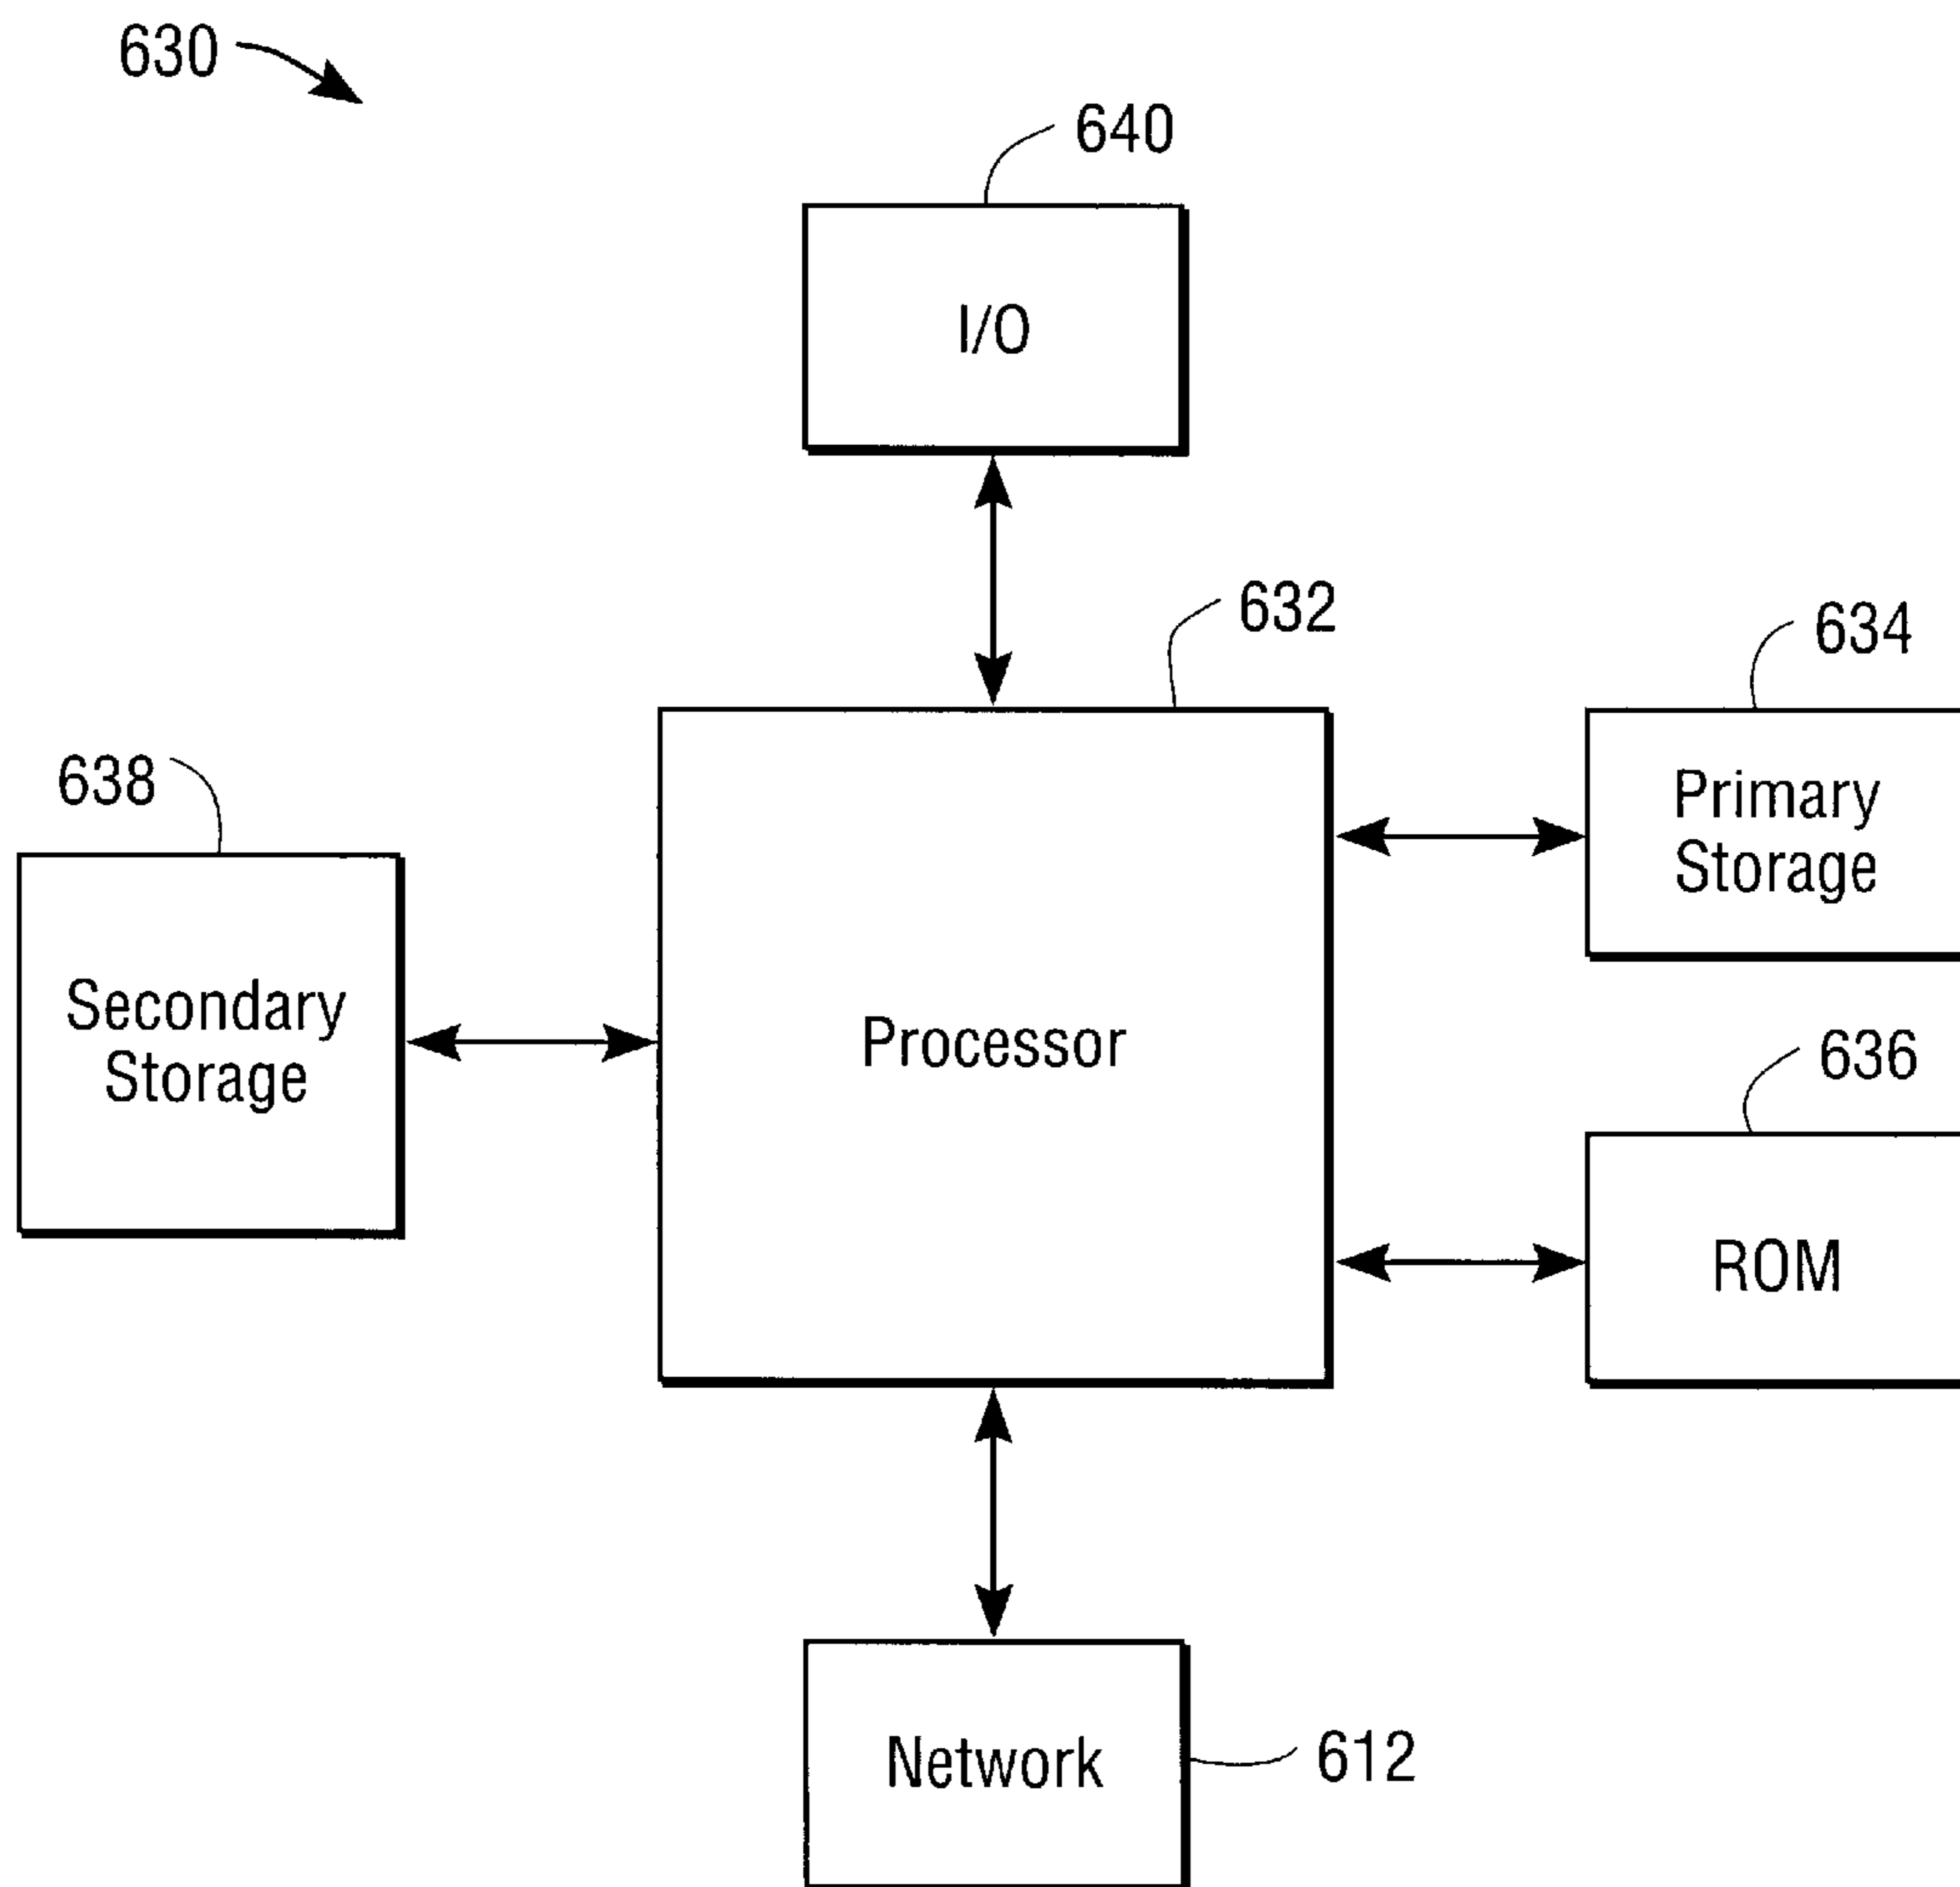 630
640
I/O
632
634
638
Primary
Storage
Secondary
Storage
Processor
636
ROM
Network
612